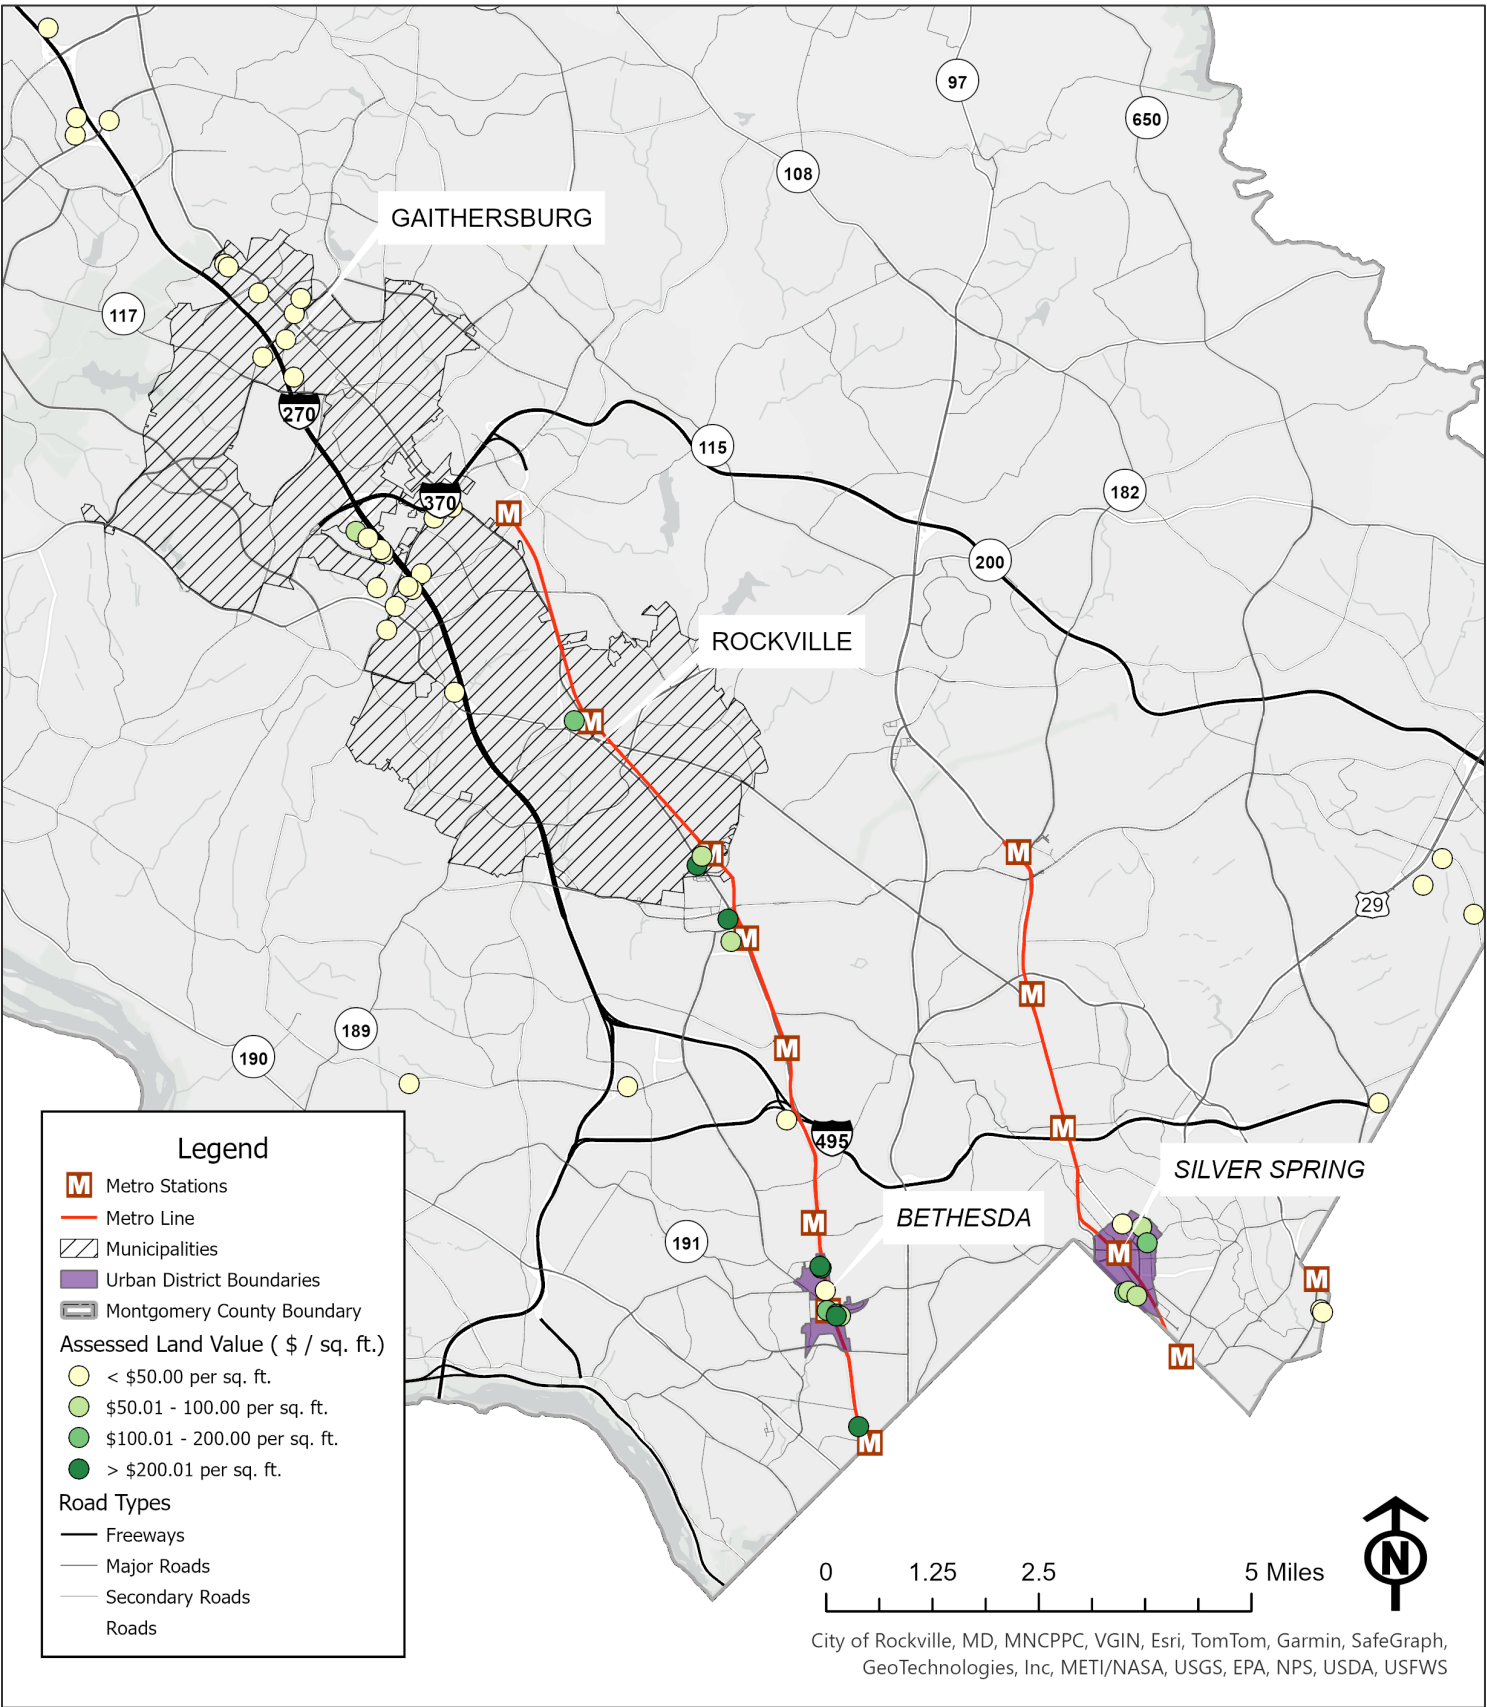 97
650
108
GAITHERSBURG
117
270
115
370
M
182
200
ROCKVILLE
M
M
M
M
29
M
189
190
M
M
495
SILVER SPRING
BETHESDA
191
M
M
M
M
M
M
Legend
M Metro Stations
Metro Line
Municipalities
Urban District Boundaries
Montgomery County Boundary
Assessed Land Value ( $ / sq. ft.)
< $50.00 per sq. ft.
$50.01 - 100.00 per sq. ft.
$100.01 - 200.00 per sq. ft.
> $200.01 per sq. ft.
Road Types
Freeways
Major Roads
Secondary Roads
Roads
0 1.25 2.5 5 Miles
N
City of Rockville, MD, MNCPPC, VGIN, Esri, TomTom, Garmin, SafeGraph,
GeoTechnologies, Inc, METI/NASA, USGS, EPA, NPS, USDA, USFWS